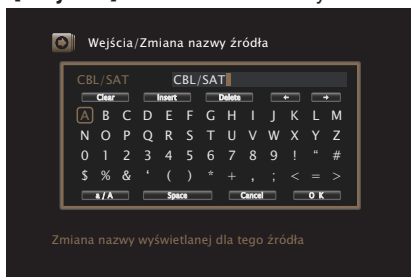 Wejścia/Zmiana nazwy źródła
CBL/SAT CBL/SAT
Clear Insert Delete ← →
A B C D E F G H I J K L M
N O P Q R S T U V W X Y Z
0 1 2 3 4 5 6 7 8 9 ! “ #
$ % & ‘ ( ) * + , ; < = >
a / A Space Cancel O K
Zmiana nazwy wyświetlanej dla tego źródła